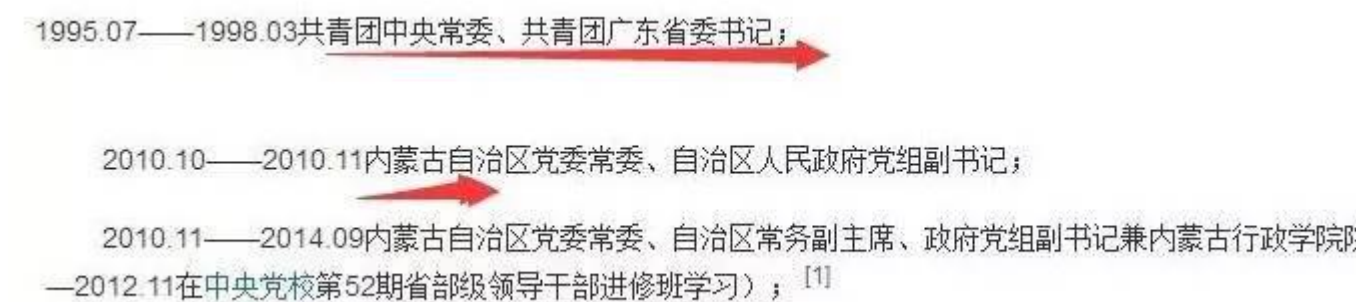 1995.07——1998.03共青团中央常委、共青团广东省委书记；
2010.10——2010.11内蒙古自治区党委常委、自治区人民政府党组副书记；
2010.11——2014.09内蒙古自治区党委常委、自治区常务副主席、政府党组副书记兼内蒙古行政学院
—2012.11在中央党校第52期省部级领导干部进修班学习）； [1]